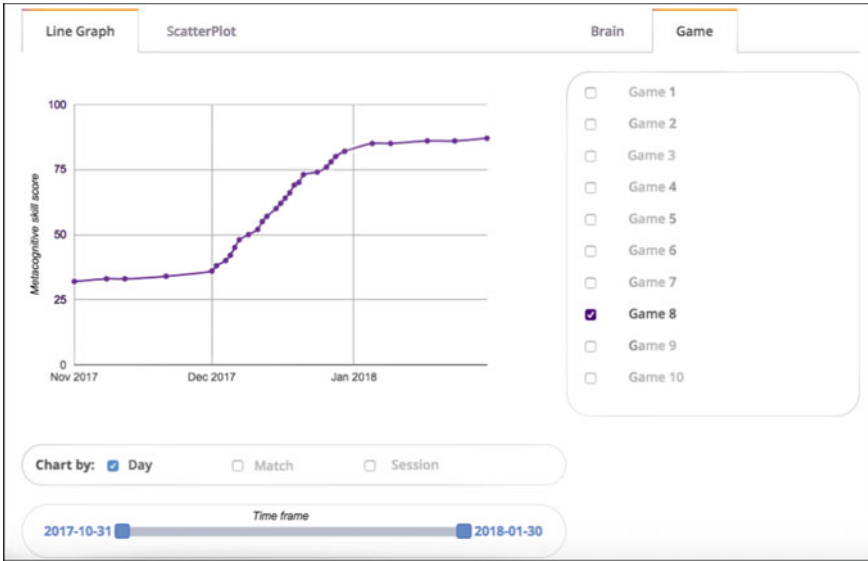 Line Graph ScatterPlot Brain Game
100
75
50
25
0
Metacognitive skill score
Nov 2017 Dec 2017 Jan 2018
Game 1
Game 2
Game 3
Game 4
Game 5
Game 6
Game 7
Game 8
Game 9
Game 10
Chart by: Day Match Session
Time frame
2017-10-31 2018-01-30